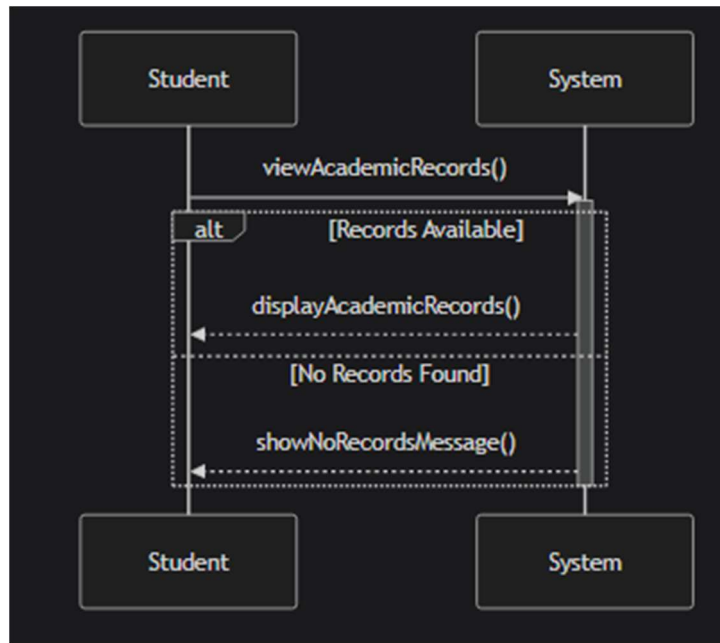 Student
System
viewAcademicRecords()
alt
[Records Available]
displayAcademicRecords()
[No Records Found]
showNoRecordsMessage()
Student
System